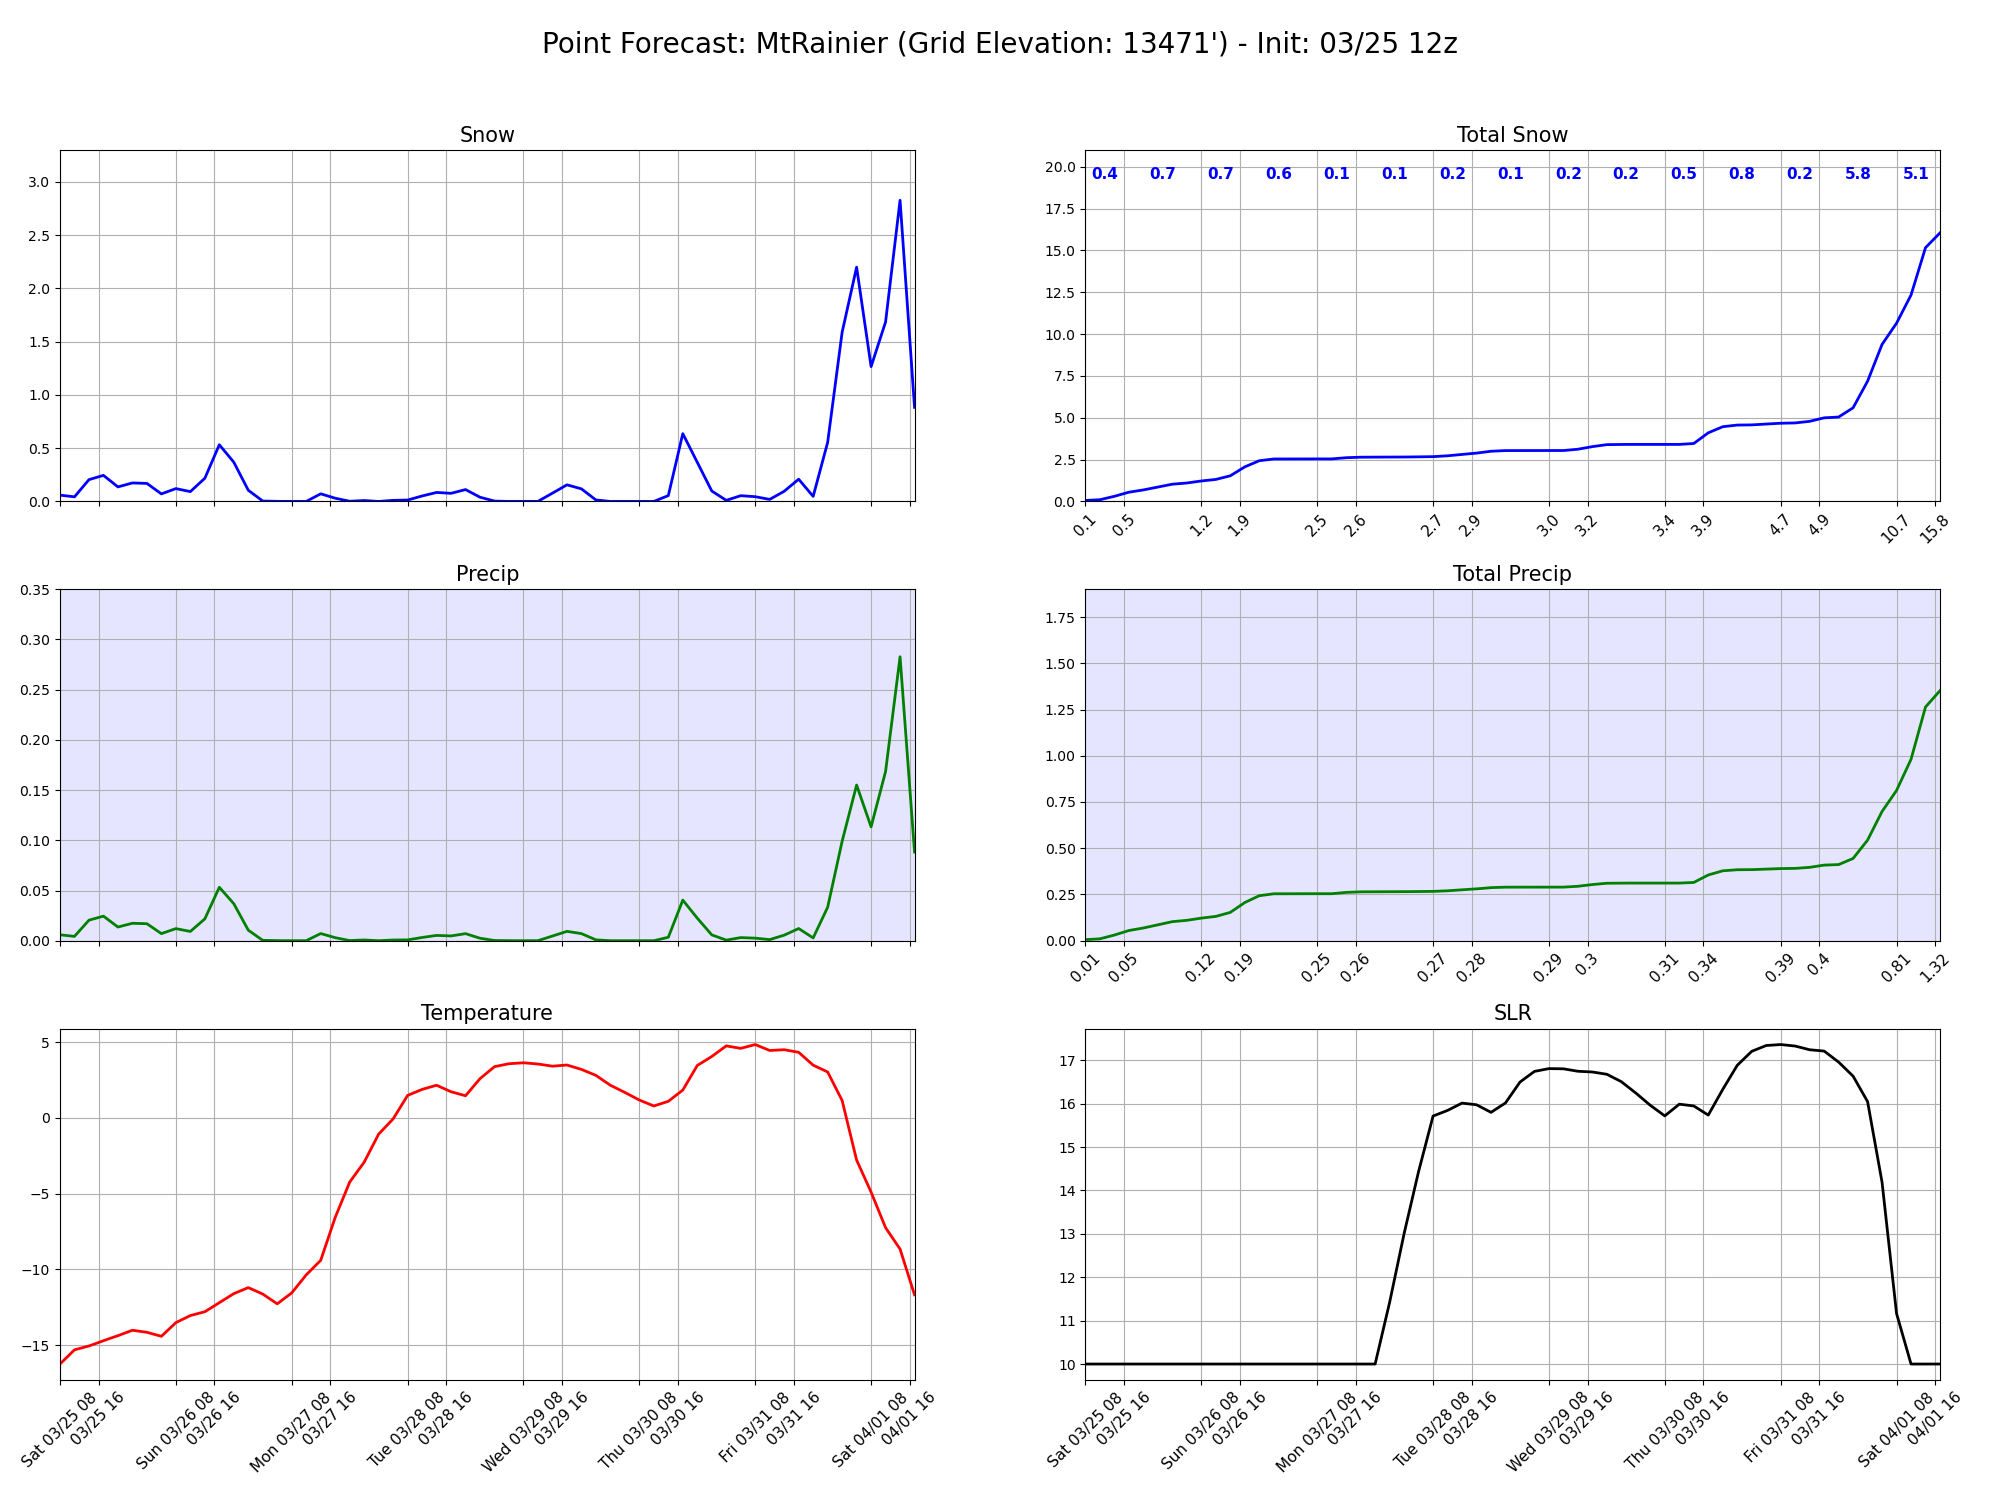 Point Forecast: MtRainier (Grid Elevation: 13471') - Init: 03/25 12z
Snow
3.0
2.5
2.0
1.5
1.0
0.5
0.0
Total Snow
20.0
17.5
15.0
12.5
10.0
7.5
5.0
2.5
0.0
0.4 0.7 0.7 0.6 0.1 0.1 0.2 0.1 0.2 0.2 0.5 0.8 0.2 5.8 5.1
0.1 0.5 1.2 1.9 2.5 2.6 2.7 2.9 3.0 3.2 3.4 3.9 4.7 4.9 10.7 15.8
Precip
0.35
0.30
0.25
0.20
0.15
0.10
0.05
0.00
Total Precip
1.75
1.50
1.25
1.00
0.75
0.50
0.25
0.00
0.01 0.05 0.12 0.19 0.25 0.26 0.27 0.28 0.29 0.3 0.31 0.34 0.39 0.4 0.81 1.32
Temperature
5
0
−5
−10
−15
Sat 03/25 08
03/25 16
Sun 03/26 08
03/26 16
Mon 03/27 08
03/27 16
Tue 03/28 08
03/28 16
Wed 03/29 08
03/29 16
Thu 03/30 08
03/30 16
Fri 03/31 08
03/31 16
Sat 04/01 08
04/01 16
SLR
17
16
15
14
13
12
11
10
Sat 03/25 08
03/25 16
Sun 03/26 08
03/26 16
Mon 03/27 08
03/27 16
Tue 03/28 08
03/28 16
Wed 03/29 08
03/29 16
Thu 03/30 08
03/30 16
Fri 03/31 08
03/31 16
Sat 04/01 08
04/01 16